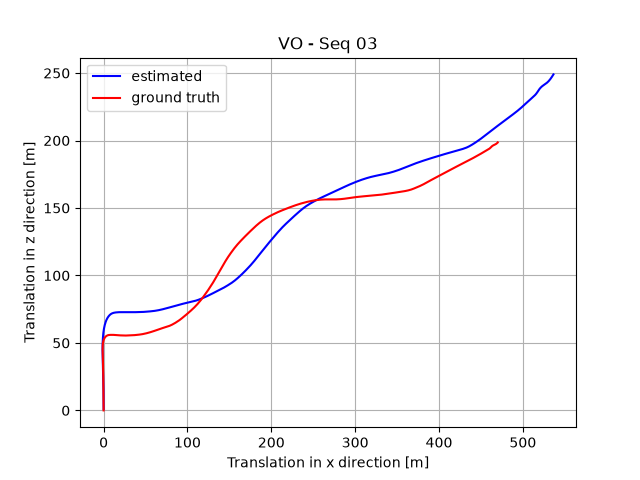 VO - Seq 03
estimated
ground truth
Translation in z direction [m]
250
200
150
100
50
0
0 100 200 300 400 500
Translation in x direction [m]